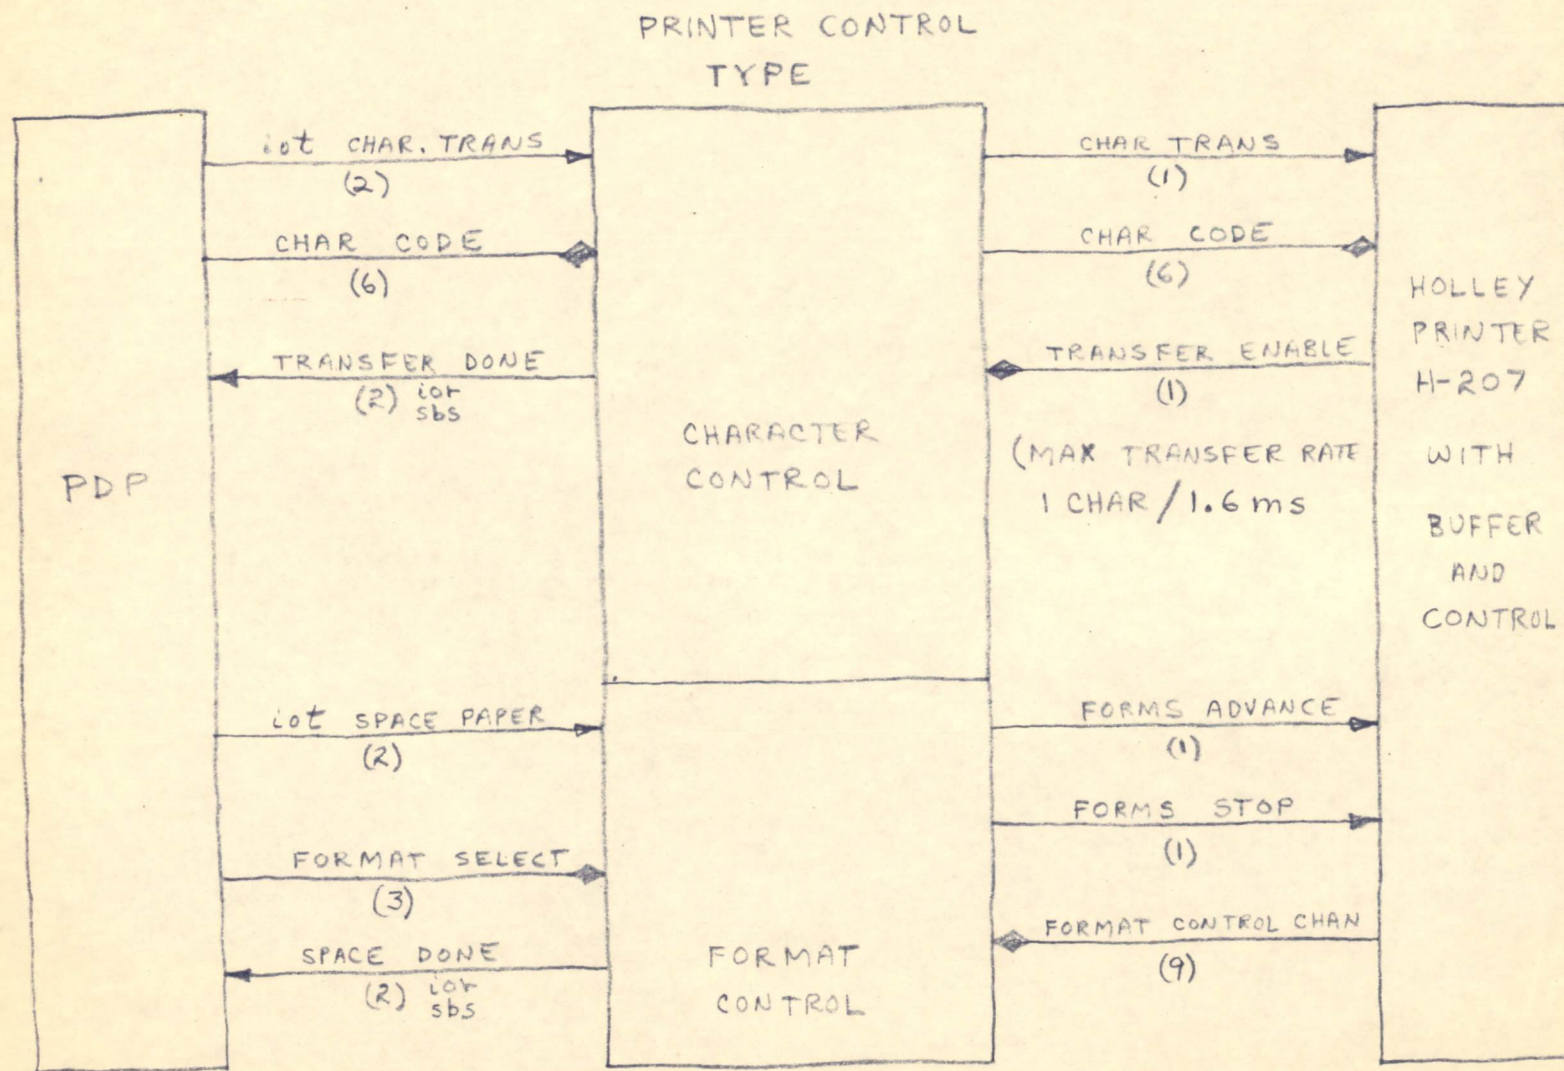 PRINTER CONTROL
TYPE
PDP
iot CHAR. TRANS
(2)
CHAR CODE
(6)
TRANSFER DONE
(2) ior
sbs
iot SPACE PAPER
(2)
FORMAT SELECT
(3)
SPACE DONE
(2) ior
sbs
CHARACTER
CONTROL
FORMAT
CONTROL
CHAR TRANS
(1)
CHAR CODE
(6)
TRANSFER ENABLE
(1)
(MAX TRANSFER RATE
1 CHAR / 1.6 ms
FORMS ADVANCE
(1)
FORMS STOP
(1)
FORMAT CONTROL CHAN
(9)
HOLLEY
PRINTER
H-207
WITH
BUFFER
AND
CONTROL